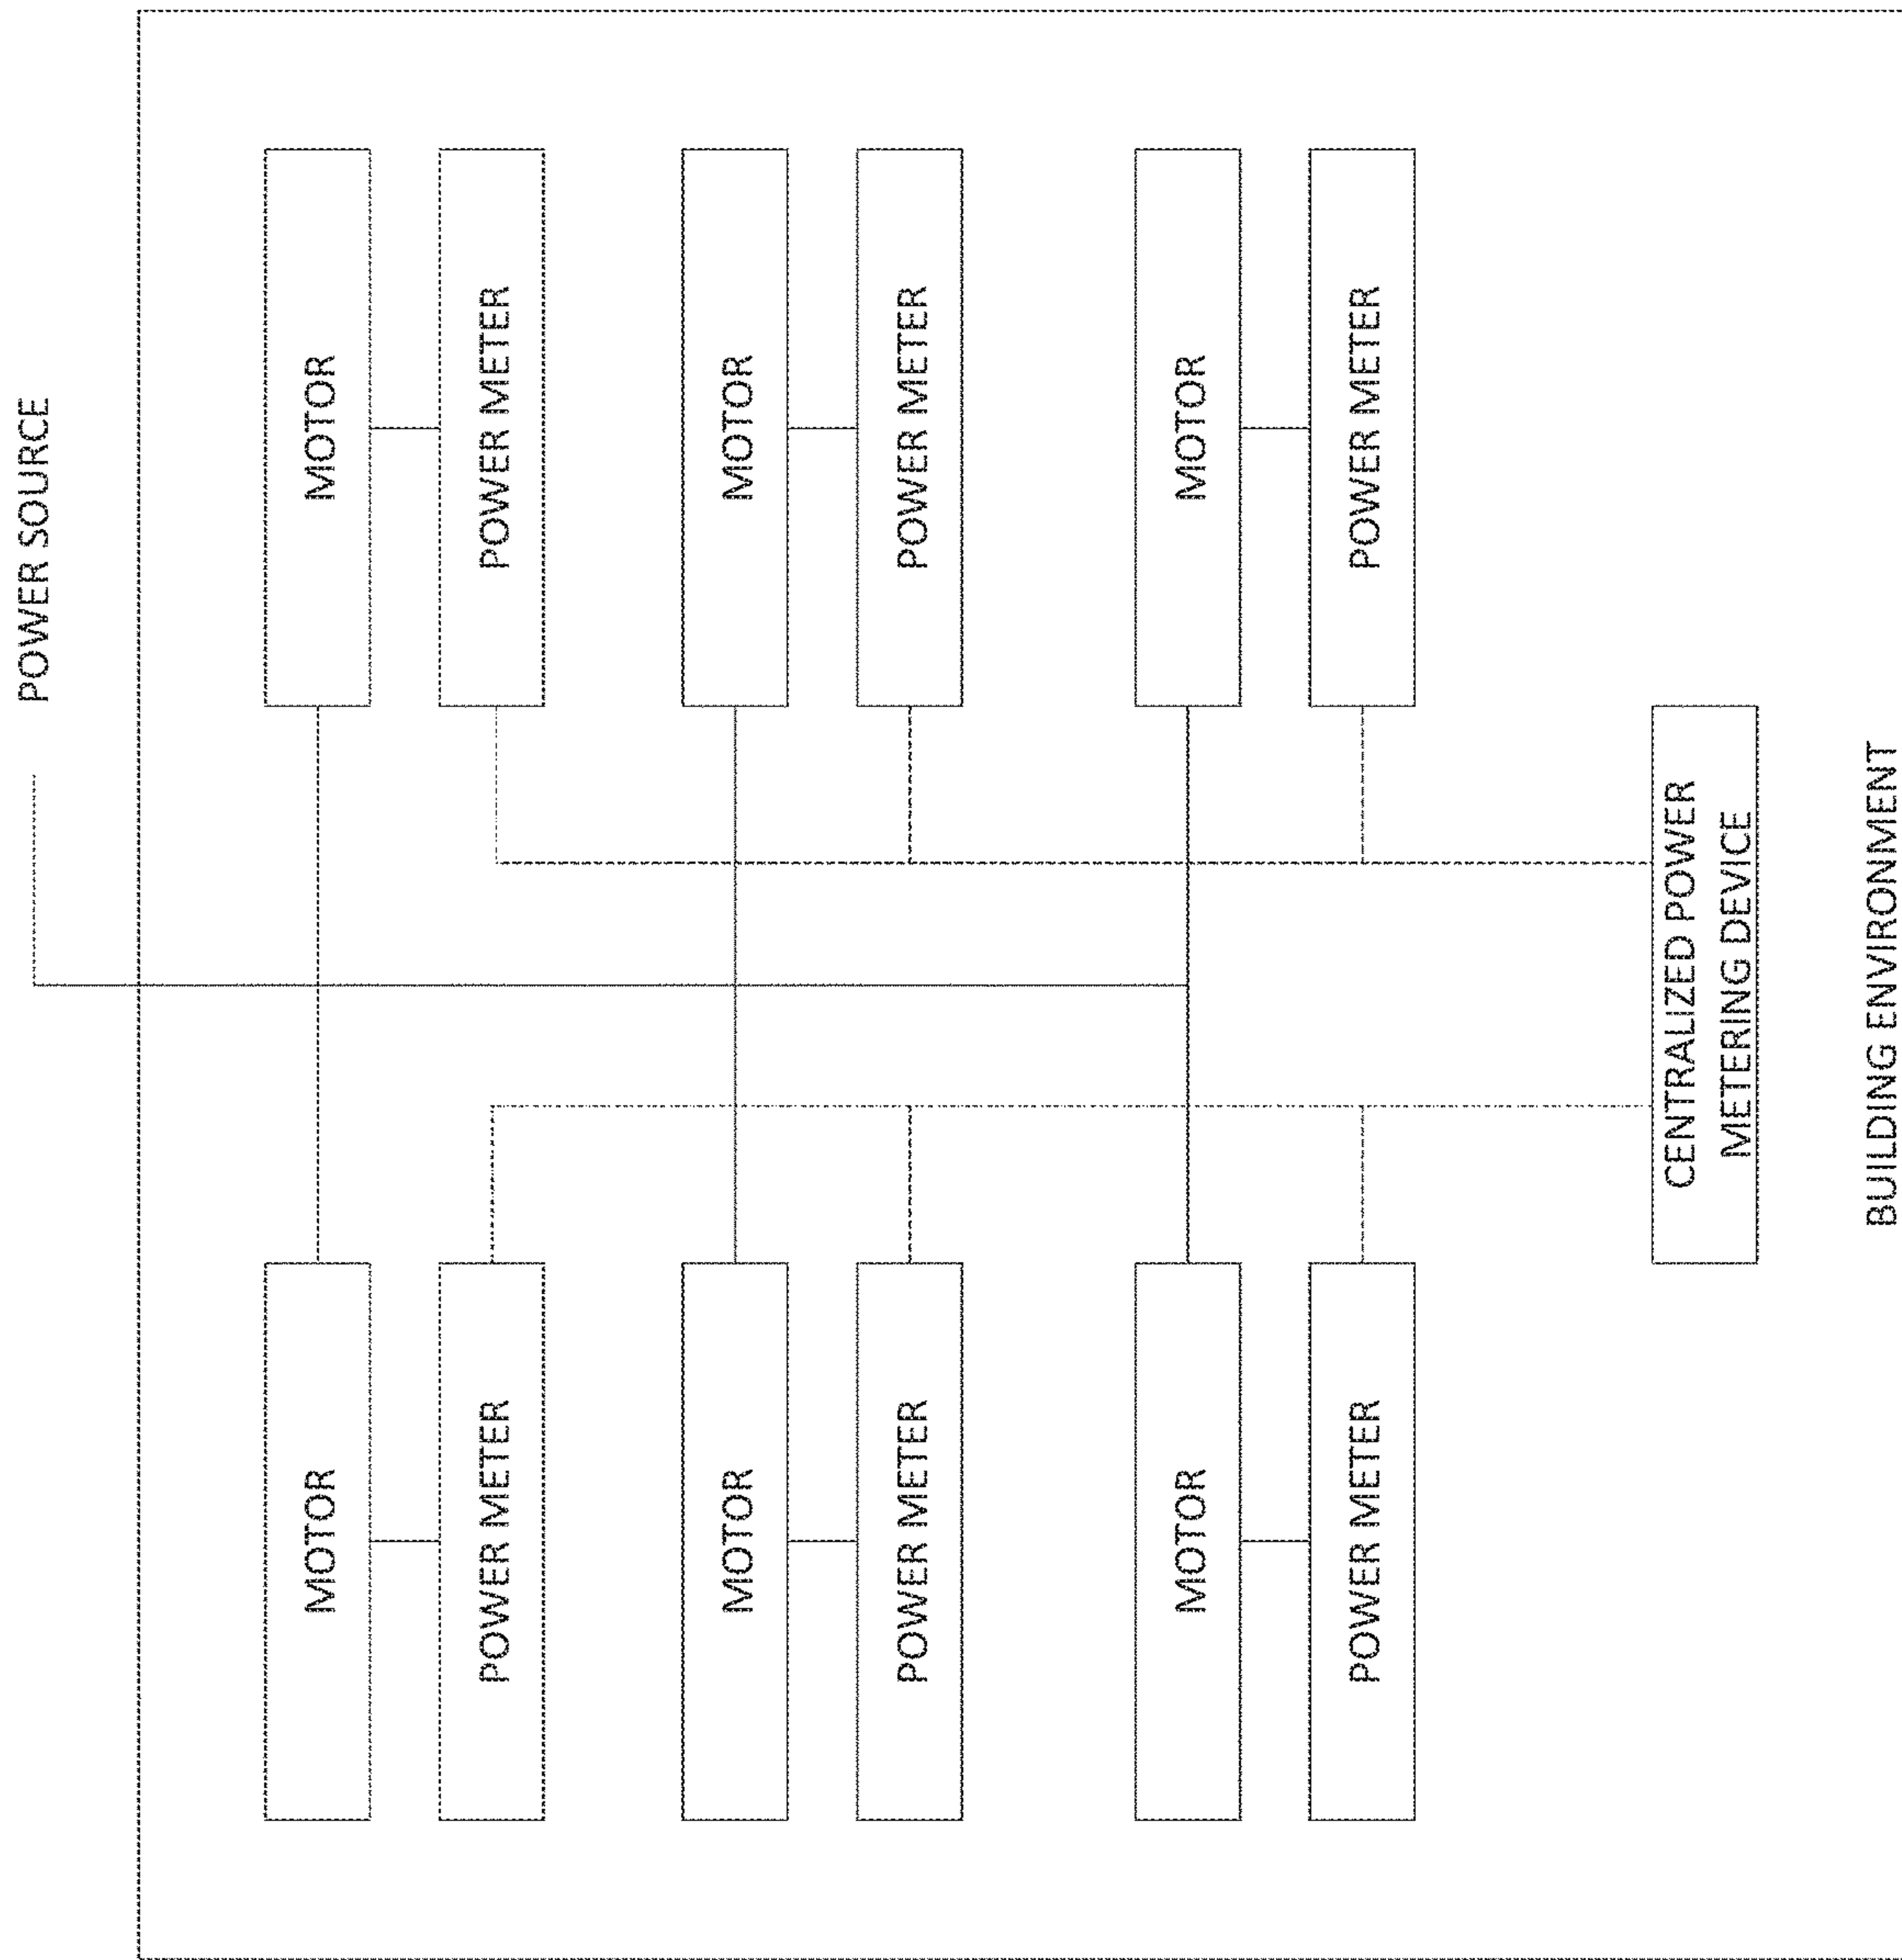 POWER SOURCE
MOTOR
MOTOR
POWER METER
POWER METER
MOTOR
MOTOR
POWER METER
POWER METER
MOTOR
MOTOR
POWER METER
POWER METER
CENTRALIZED POWER
METERING DEVICE
BUILDING ENVIRONMENT